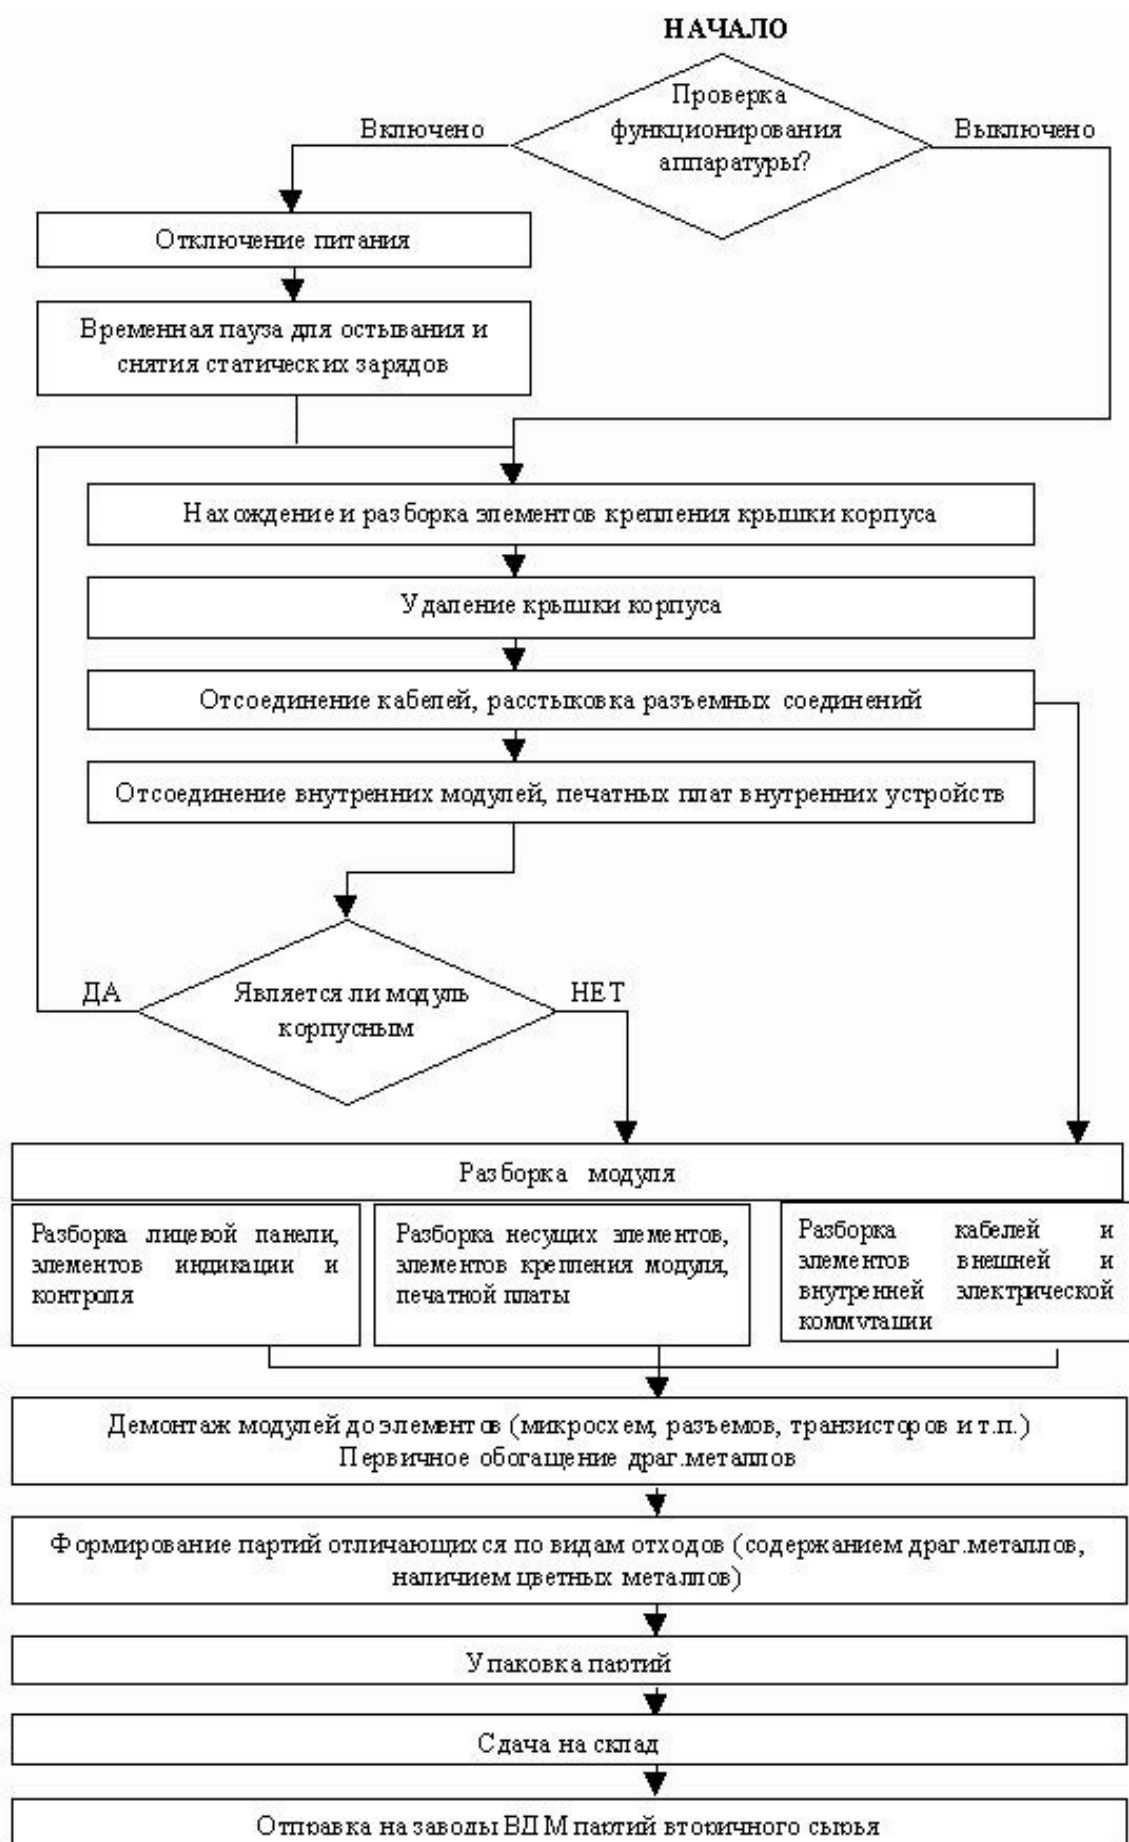 НАЧАЛО
Проверка
функционирования
аппаратуры?
Включено
Выключено
Отключение питания
Временная пауза для остывания и
снятия статических зарядов
Нахождение и разборка элементов крепления крышки корпуса
Удаление крышки корпуса
Отсоединение кабелей, расстыковка разъемных соединений
Отсоединение внутренних модулей, печатных плат внутренних устройств
ДА
Является ли модуль
корпусным
НЕТ
Разборка модуля
Разборка лицевой панели,
элементов индикации и
контроля
Разборка несущих элементов,
элементов крепления модуля,
печатной платы
Разборка кабелей и
элементов внешней и
внутренней электрической
коммутации
Демонтаж модулей до элементов (микросхем, разъемов, транзисторов и т.п.)
Первичное обогащение драг.металлов
Формирование партий отличающихся по видам отходов (содержанием драг.металлов,
наличием цветных металлов)
Упаковка партий
Сдача на склад
Отправка на заводы ВДМ партий вторичного сырья